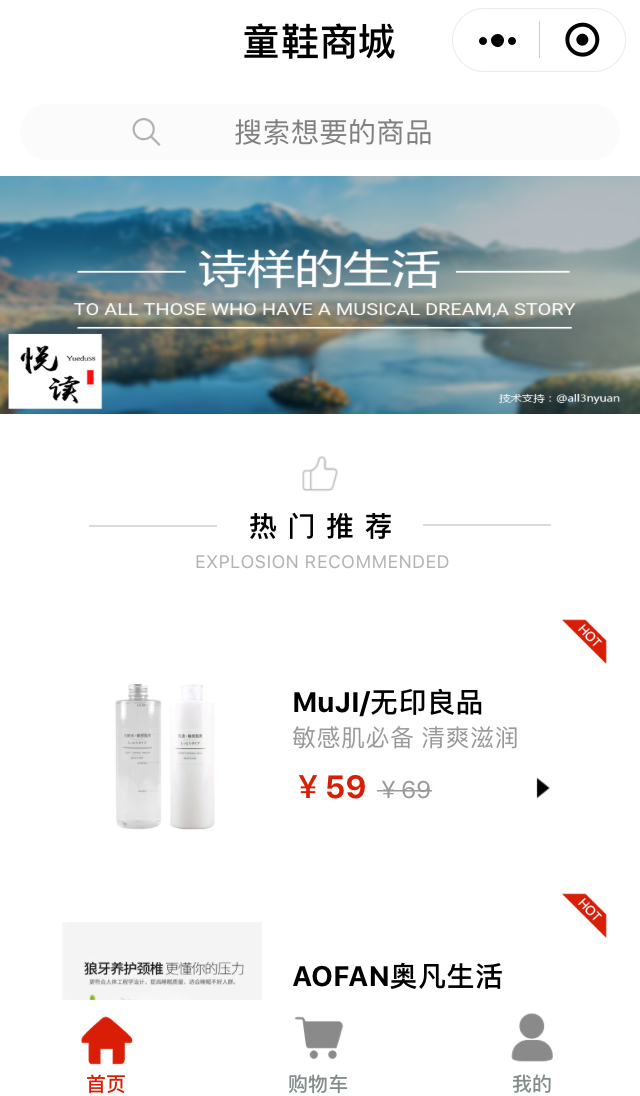 童鞋商城
搜索想要的商品
诗样的生活
TO ALL THOSE WHO HAVE A MUSICAL DREAM,A STORY
悦读
Yuedu58
技术支持：@all3nyuan
热门推荐
EXPLOSION RECOMMENDED
HOT
MuJI/无印良品
敏感肌必备 清爽滋润
￥59 ￥69
HOT
狼牙养护颈椎 更懂你的压力
AOFAN奥凡生活
首页
购物车
我的